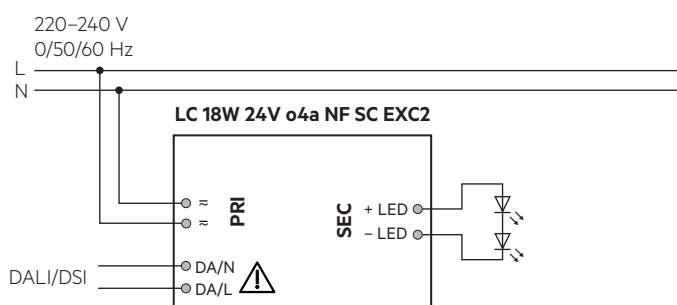 220–240 V
0/50/60 Hz
L
N
LC 18W 24V o4a NF SC EXC2
≂
≂
PRI
SEC
+ LED
– LED
DALI/DSI
DA/N
DA/L